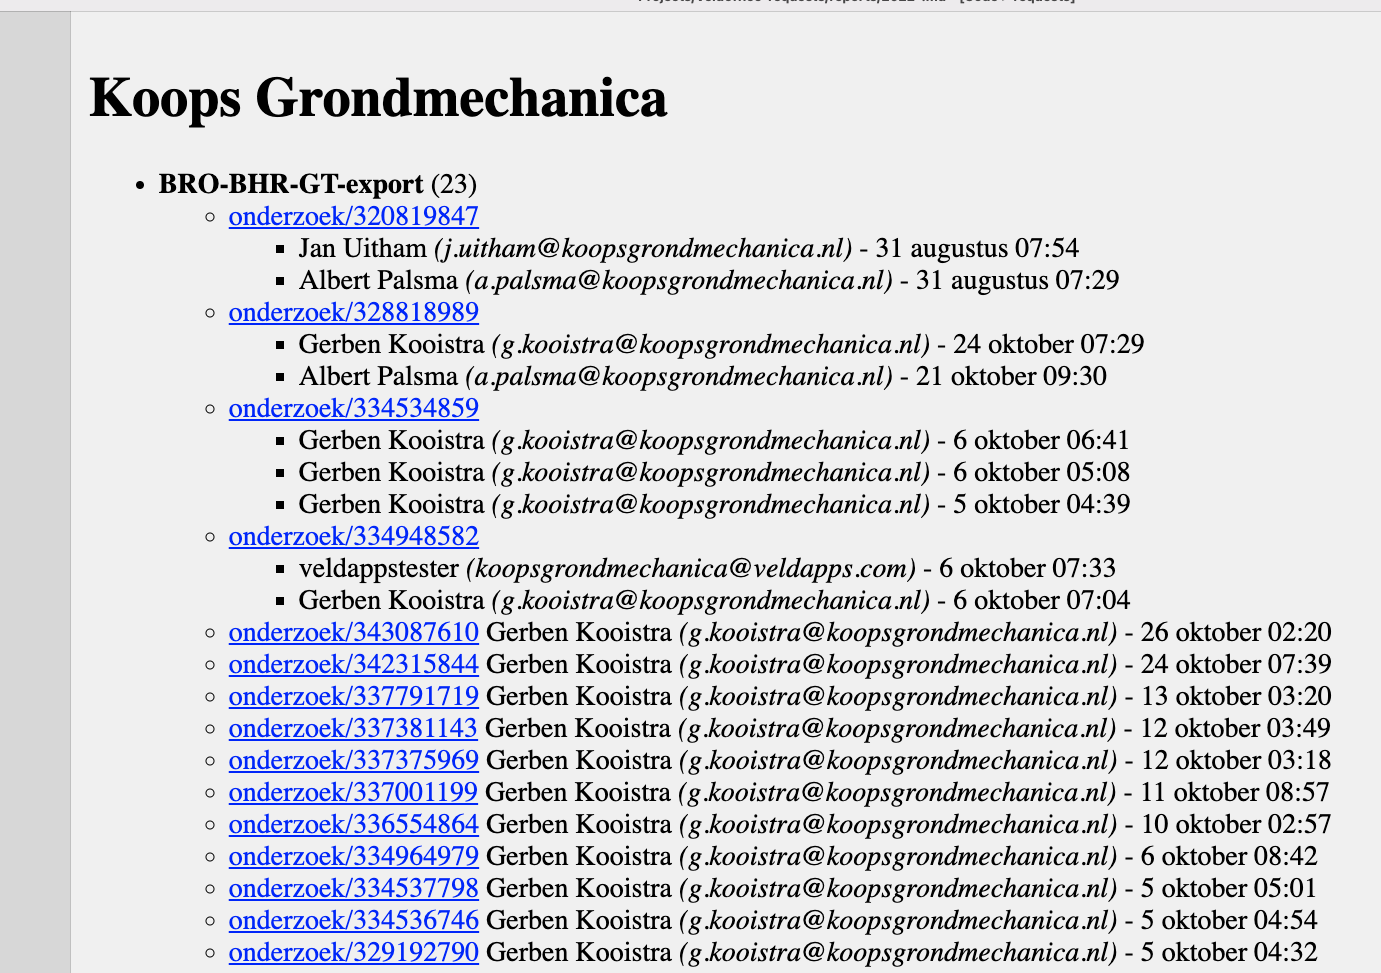 Koops Grondmechanica
• BRO-BHR-GT-export (23)
◦ onderzoek/320819847
▪ Jan Uitham (j.uitham@koopsgrondmechanica.nl) - 31 augustus 07:54
▪ Albert Palsma (a.palsma@koopsgrondmechanica.nl) - 31 augustus 07:29
◦ onderzoek/328818989
▪ Gerben Kooistra (g.kooistra@koopsgrondmechanica.nl) - 24 oktober 07:29
▪ Albert Palsma (a.palsma@koopsgrondmechanica.nl) - 21 oktober 09:30
◦ onderzoek/334534859
▪ Gerben Kooistra (g.kooistra@koopsgrondmechanica.nl) - 6 oktober 06:41
▪ Gerben Kooistra (g.kooistra@koopsgrondmechanica.nl) - 6 oktober 05:08
▪ Gerben Kooistra (g.kooistra@koopsgrondmechanica.nl) - 5 oktober 04:39
◦ onderzoek/334948582
▪ veldappstester (koopsgrondmechanica@veldapps.com) - 6 oktober 07:33
▪ Gerben Kooistra (g.kooistra@koopsgrondmechanica.nl) - 6 oktober 07:04
◦ onderzoek/343087610 Gerben Kooistra (g.kooistra@koopsgrondmechanica.nl) - 26 oktober 02:20
◦ onderzoek/342315844 Gerben Kooistra (g.kooistra@koopsgrondmechanica.nl) - 24 oktober 07:39
◦ onderzoek/337791719 Gerben Kooistra (g.kooistra@koopsgrondmechanica.nl) - 13 oktober 03:20
◦ onderzoek/337381143 Gerben Kooistra (g.kooistra@koopsgrondmechanica.nl) - 12 oktober 03:49
◦ onderzoek/337375969 Gerben Kooistra (g.kooistra@koopsgrondmechanica.nl) - 12 oktober 03:18
◦ onderzoek/337001199 Gerben Kooistra (g.kooistra@koopsgrondmechanica.nl) - 11 oktober 08:57
◦ onderzoek/336554864 Gerben Kooistra (g.kooistra@koopsgrondmechanica.nl) - 10 oktober 02:57
◦ onderzoek/334964979 Gerben Kooistra (g.kooistra@koopsgrondmechanica.nl) - 6 oktober 08:42
◦ onderzoek/334537798 Gerben Kooistra (g.kooistra@koopsgrondmechanica.nl) - 5 oktober 05:01
◦ onderzoek/334536746 Gerben Kooistra (g.kooistra@koopsgrondmechanica.nl) - 5 oktober 04:54
◦ onderzoek/329192790 Gerben Kooistra (g.kooistra@koopsgrondmechanica.nl) - 5 oktober 04:32